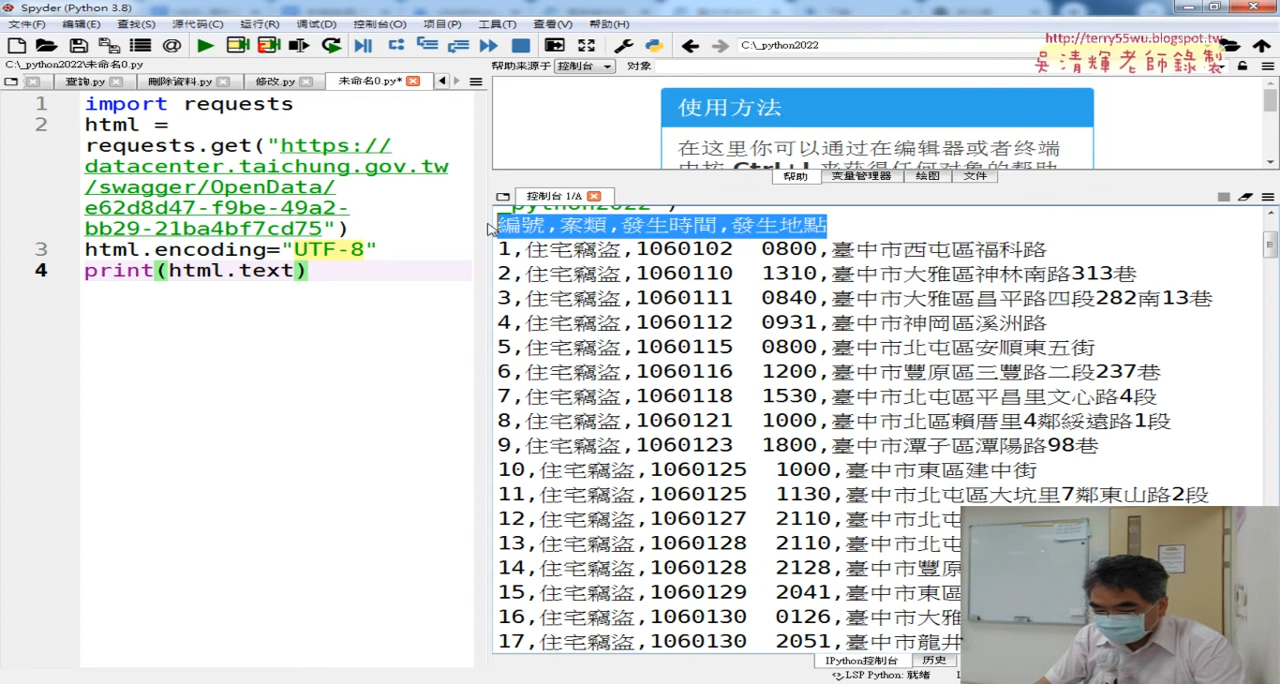 Spyder (Python 3.8)
文件(F) 编辑(E) 查找(S) 源代码(C) 运行(R) 调试(D) 控制台(O) 项目(P) 工具(T) 查看(V) 帮助(H)
C:\_python2022
http://terry55wu.blogspot.tw
吳清輝老師錄製
C:\_python2022\未命名0.py
帮助来源于 控制台 对象
查詢.py 刪除資料.py 修改.py 未命名0.py*
1 import requests
2 html =
requests.get("https://
datacenter.taichung.gov.tw
/swagger/OpenData/
e62d8d47-f9be-49a2-
bb29-21ba4bf7cd75")
3 html.encoding="UTF-8"
4 print(html.text)
使用方法
在这里你可以通过在编辑器或者终端
中按 Ctrl+I 来获得任何对象的帮助
帮助 变量管理器 绘图 文件
控制台 1/A
_python2022')
編號,案類,發生時間,發生地點
1,住宅竊盜,1060102 0800,臺中市西屯區福科路
2,住宅竊盜,1060110 1310,臺中市大雅區神林南路313巷
3,住宅竊盜,1060111 0840,臺中市大雅區昌平路四段282南13巷
4,住宅竊盜,1060112 0931,臺中市神岡區溪洲路
5,住宅竊盜,1060115 0800,臺中市北屯區安順東五街
6,住宅竊盜,1060116 1200,臺中市豐原區三豐路二段237巷
7,住宅竊盜,1060118 1530,臺中市北屯區平昌里文心路4段
8,住宅竊盜,1060121 1000,臺中市北區賴厝里4鄰綏遠路1段
9,住宅竊盜,1060123 1800,臺中市潭子區潭陽路98巷
10,住宅竊盜,1060125 1000,臺中市東區建中街
11,住宅竊盜,1060125 1130,臺中市北屯區大坑里7鄰東山路2段
12,住宅竊盜,1060127 2110,臺中市北屯
13,住宅竊盜,1060128 2110,臺中市北屯
14,住宅竊盜,1060128 2128,臺中市豐原
15,住宅竊盜,1060129 2041,臺中市東區
16,住宅竊盜,1060130 0126,臺中市大雅
17,住宅竊盜,1060130 2051,臺中市龍井
IPython控制台 历史
LSP Python: 就绪